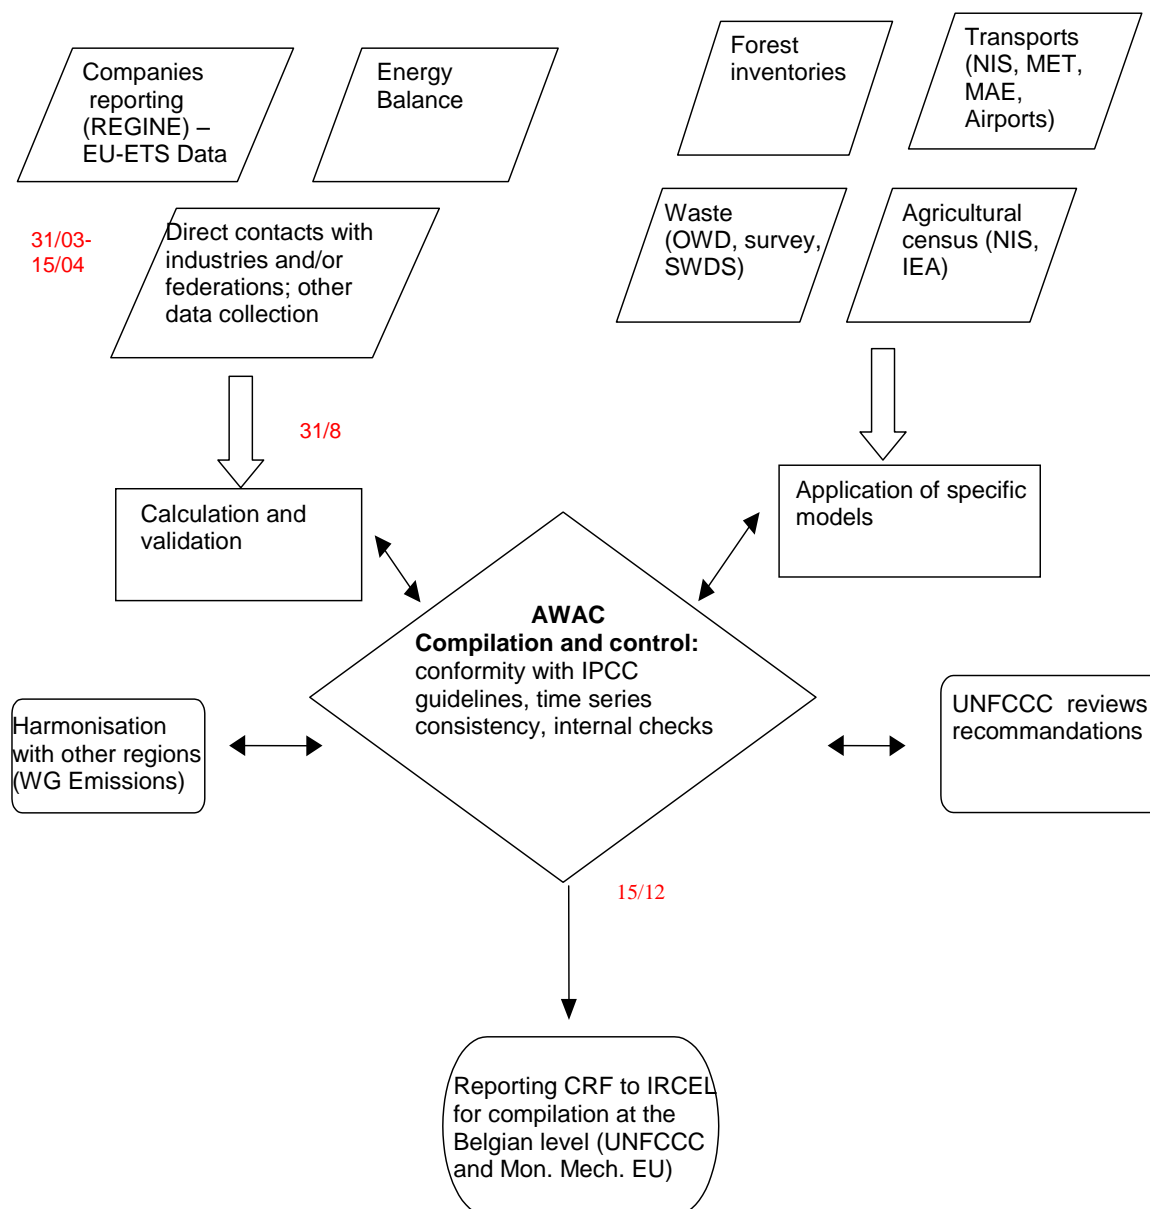 Companies
reporting
(REGINE) –
EU-ETS Data
Energy
Balance
Forest
inventories
Transports
(NIS, MET,
MAE,
Airports)
31/03-
15/04
Direct contacts with
industries and/or
federations; other
data collection
Waste
(OWD, survey,
SWDS)
Agricultural
census (NIS,
IEA)
31/8
Calculation and
validation
Application of specific
models
AWAC
Compilation and control:
conformity with IPCC
guidelines, time series
consistency, internal checks
Harmonisation
with other regions
(WG Emissions)
UNFCCC reviews
recommandations
15/12
Reporting CRF to IRCEL
for compilation at the
Belgian level (UNFCCC
and Mon. Mech. EU)